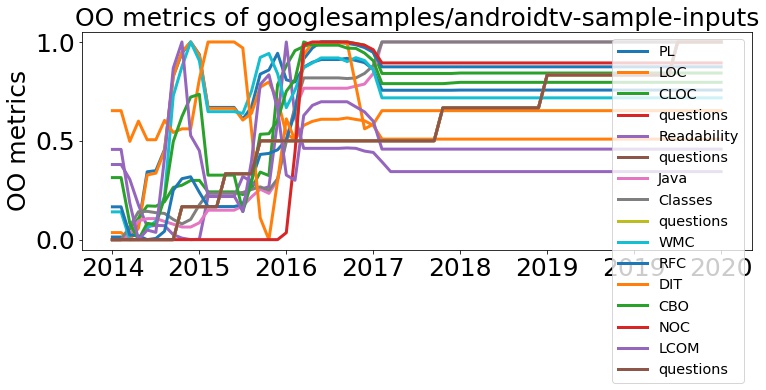 OO metrics of googlesamples/androidtv-sample-inputs
OO metrics
1.0
0.5
0.0
2014 2015 2016 2017 2018 2019 2019 2020
PL
LOC
CLOC
questions
Readability
questions
Java
Classes
questions
WMC
RFC
DIT
CBO
NOC
LCOM
questions